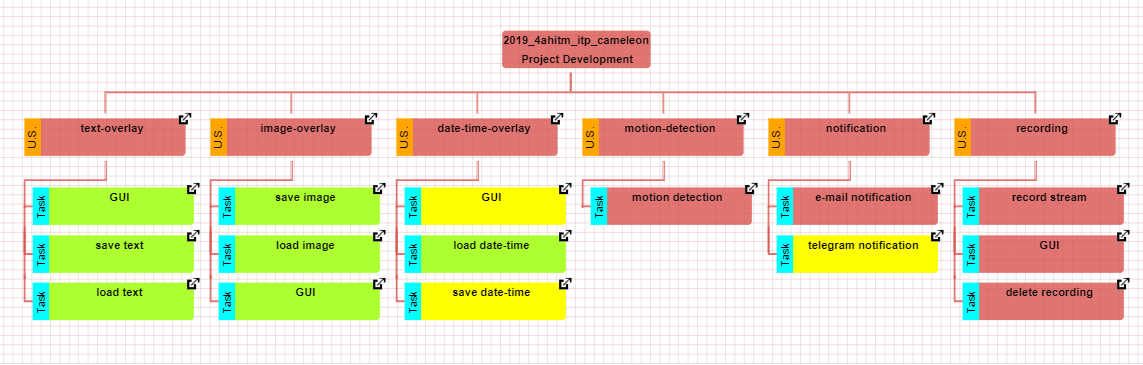 2019_4ahitm_itp_cameleon
Project Development
U.S.
text-overlay
U.S.
image-overlay
U.S.
date-time-overlay
U.S.
motion-detection
U.S.
notification
U.S.
recording
Task
GUI
Task
save image
Task
GUI
Task
motion detection
Task
e-mail notification
Task
record stream
Task
save text
Task
load image
Task
load date-time
Task
telegram notification
Task
GUI
Task
load text
Task
GUI
Task
save date-time
Task
delete recording